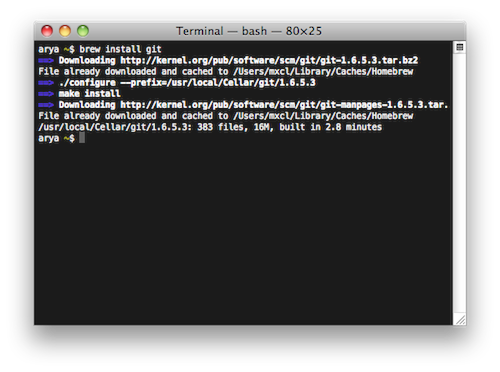 Terminal — bash — 80×25
arya ~$ brew install git
==> Downloading http://kernel.org/pub/software/scm/git/git-1.6.5.3.tar.bz2
File already downloaded and cached to /Users/mxcl/Library/Caches/Homebrew
==> ./configure --prefix=/usr/local/Cellar/git/1.6.5.3
==> make install
==> Downloading http://kernel.org/pub/software/scm/git/git-manpages-1.6.5.3.tar.
File already downloaded and cached to /Users/mxcl/Library/Caches/Homebrew
/usr/local/Cellar/git/1.6.5.3: 383 files, 16M, built in 2.8 minutes
arya ~$